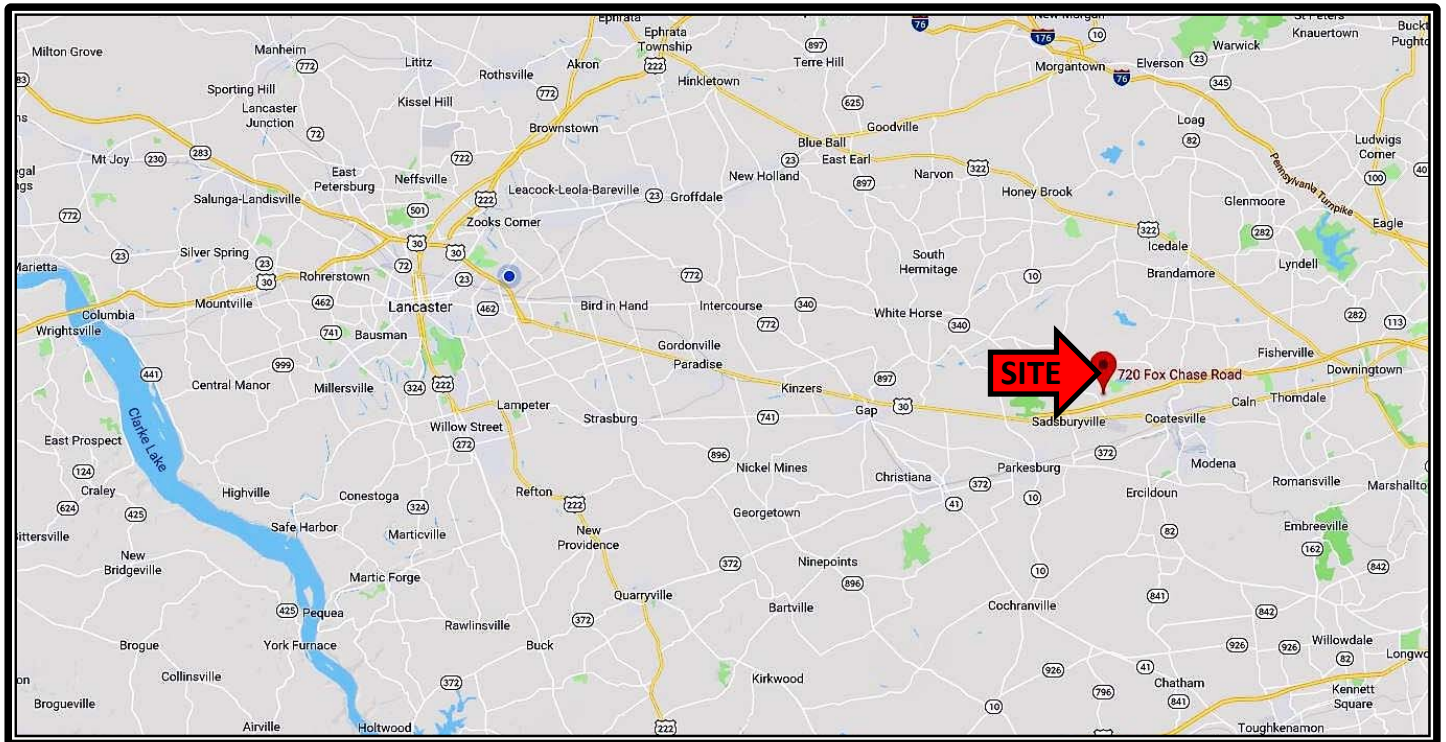 Ephrata
76
New Morgan
St Peters
Knauertown
Milton Grove
Manheim
772
Lititz
Akron
Ephrata
Township
222
897
Terre Hill
176
10
Warwick
Elverson
23
Rothsville
Hinkletown
Morgantown
76
345
Sporting Hill
Kissel Hill
772
Lancaster
Junction
72
625
Loag
Brownstown
Goodville
Blue Ball
82
Ludwigs
Corner
Mt Joy
230
283
722
East
Petersburg
Neffsville
23
East Earl
322
Pennsylvania Turnpike
New Holland
897
Narvon
Leacock-Leola-Bareville
23
Groffdale
Honey Brook
100
Salunga-Landisville
501
222
Glenmoore
772
Zooks Corner
Eagle
322
282
30
30
Icedale
23
Silver Spring
23
72
23
South
Hermitage
Lyndell
Marietta
Rohrerstown
30
772
10
Brandamore
Mountville
462
Lancaster
462
Bird in Hand
Intercourse
340
White Horse
340
282
113
Columbia
Wrightsville
741
Bausman
772
Gordonville
Fisherville
999
Paradise
SITE
720 Fox Chase Road
Downingtown
441
Central Manor
Millersville
324
222
Kinzers
897
Caln
Thorndale
Lampeter
Gap
30
Strasburg
741
Sadsburyville
Coatesville
Clarke Lake
East Prospect
Willow Street
272
896
372
124
Nickel Mines
Parkesburg
Modena
Craley
Christiana
372
Romansville
624
425
Highville
Conestoga
324
Refton
222
41
10
Ercildoun
Georgetown
Embreeville
Safe Harbor
Marticville
New
Providence
82
162
New
Bridgeville
372
Ninepoints
842
Martic Forge
896
10
Quarryville
Bartville
Cochranville
841
425
Pequea
372
842
Rawlinsville
Brogue
York Furnace
Buck
926
926
Willowdale
82
Collinsville
372
Kirkwood
926
41
Chatham
Kennett
Square
Brogueville
10
796
841
Airville
Holtwood
222
Toughkenamon